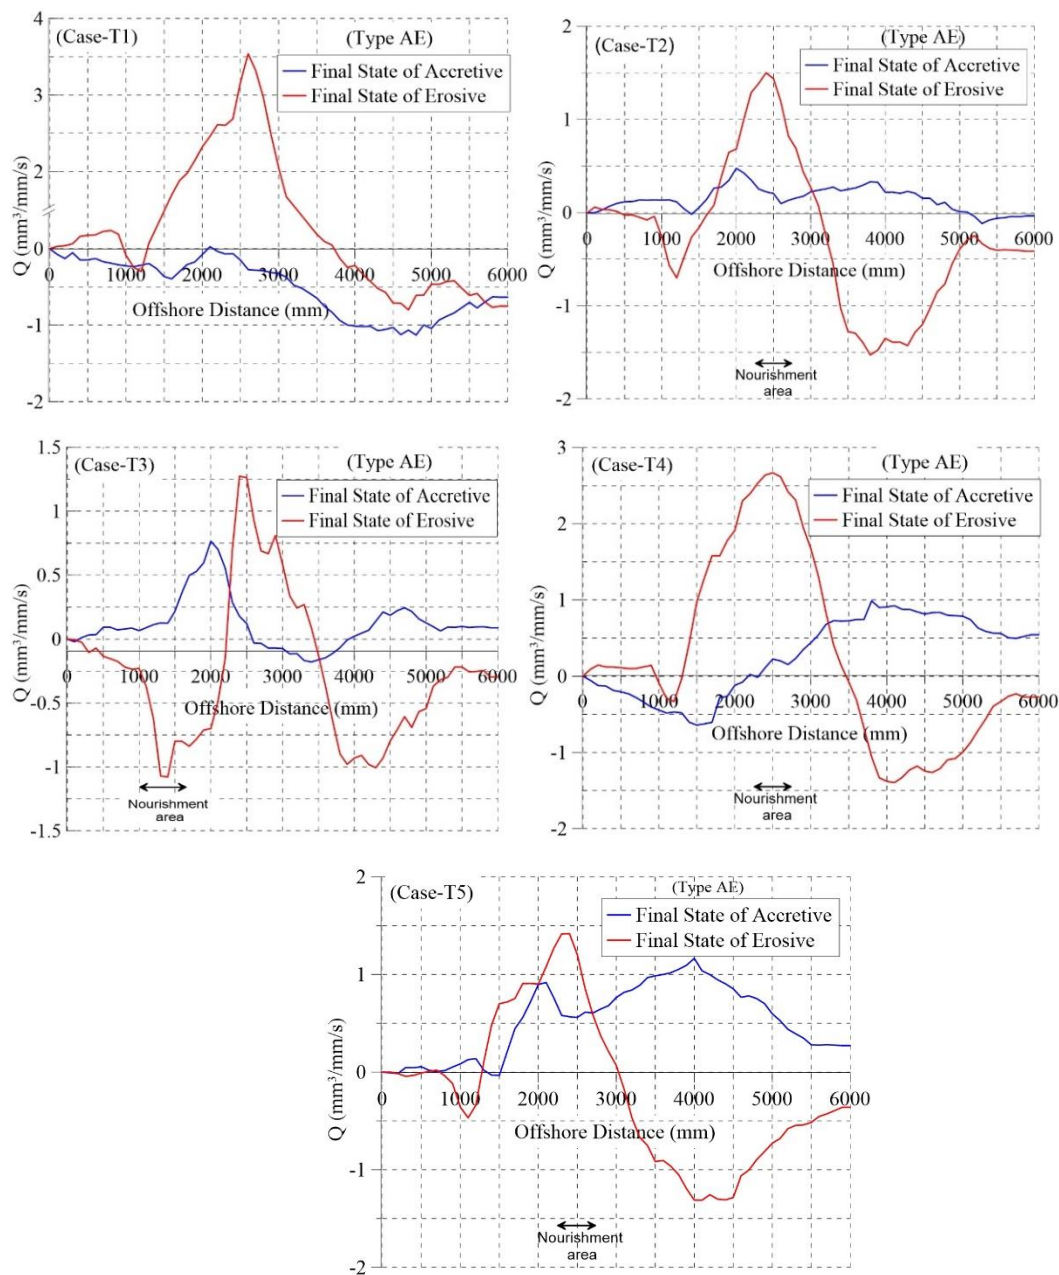 (Case-T1)
(Type AE)
Final State of Accretive
Final State of Erosive
Q (mm³/mm/s)
4
3
2
0
-1
-2
0 1000 2000 3000 4000 5000 6000
Offshore Distance (mm)
(Case-T2)
(Type AE)
Final State of Accretive
Final State of Erosive
Q (mm³/mm/s)
2
1
0
-1
-2
0 1000 2000 3000 4000 5000 6000
Offshore Distance (mm)
Nourishment
area
(Case-T3)
(Type AE)
Final State of Accretive
Final State of Erosive
Q (mm³/mm/s)
1.5
1
0.5
0
-0.5
-1
-1.5
0 1000 2000 3000 4000 5000 6000
Offshore Distance (mm)
Nourishment
area
(Case-T4)
(Type AE)
Final State of Accretive
Final State of Erosive
Q (mm³/mm/s)
3
2
1
0
-1
-2
0 1000 2000 3000 4000 5000 6000
Offshore Distance (mm)
Nourishment
area
(Case-T5)
(Type AE)
Final State of Accretive
Final State of Erosive
Q (mm³/mm/s)
2
1
0
-1
-2
0 1000 2000 3000 4000 5000 6000
Offshore Distance (mm)
Nourishment
area